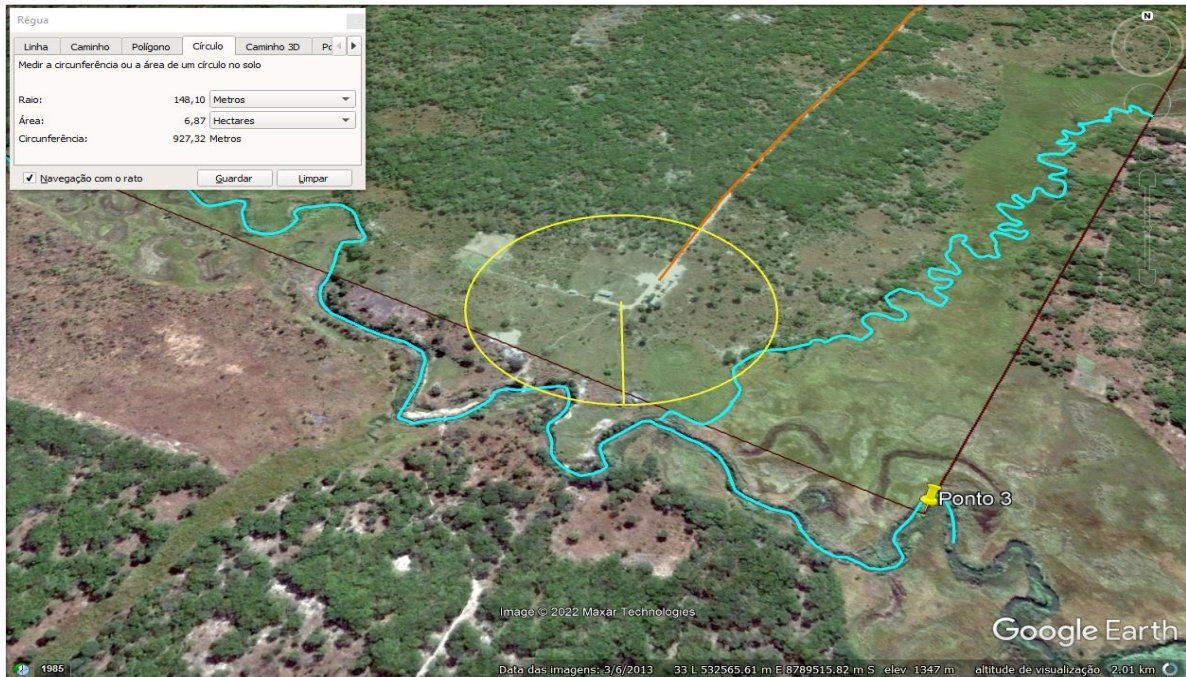 Régua
Linha Caminho Polígono Círculo Caminho 3D
Medir a circunferência ou a área de um círculo no solo
Raio: 148,10 Metros
Área: 6,87 Hectares
Circunferência: 927,32 Metros
Navegação com o rato Guardar Limpar
N
Ponto 3
Image © 2022 Maxar Technologies
Google Earth
1985 Data das imagens: 3/6/2013 33 L 532565.61 m E 8789515.82 m S elev 1347 m altitude de visualização 2.01 km